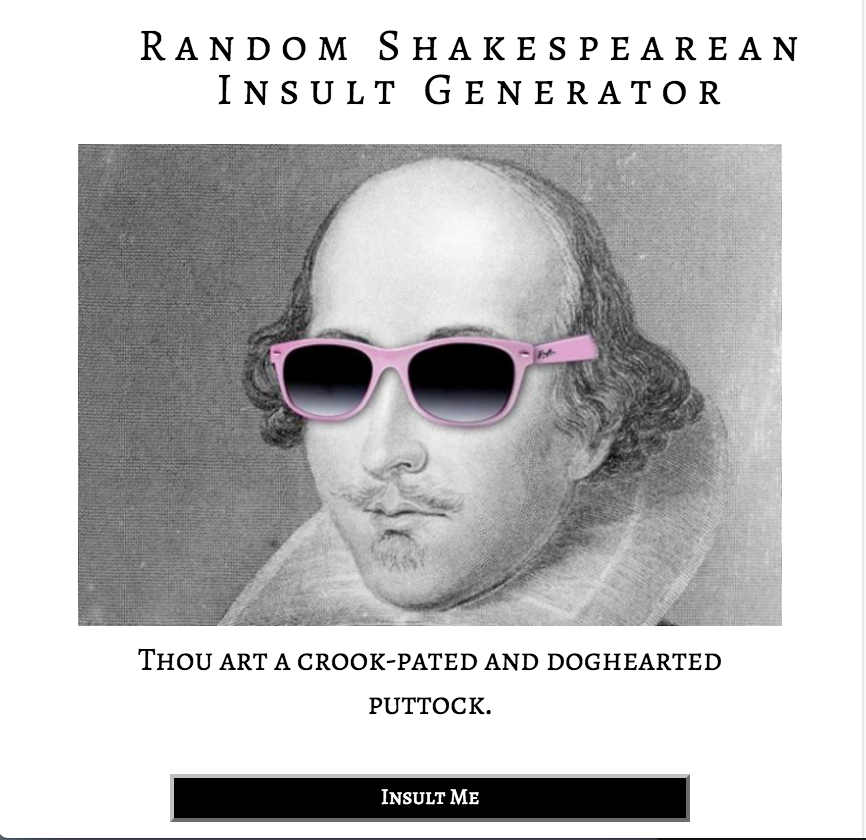 Random Shakespearean
Insult Generator
Thou art a crook-pated and doghearted
puttock.
Insult Me